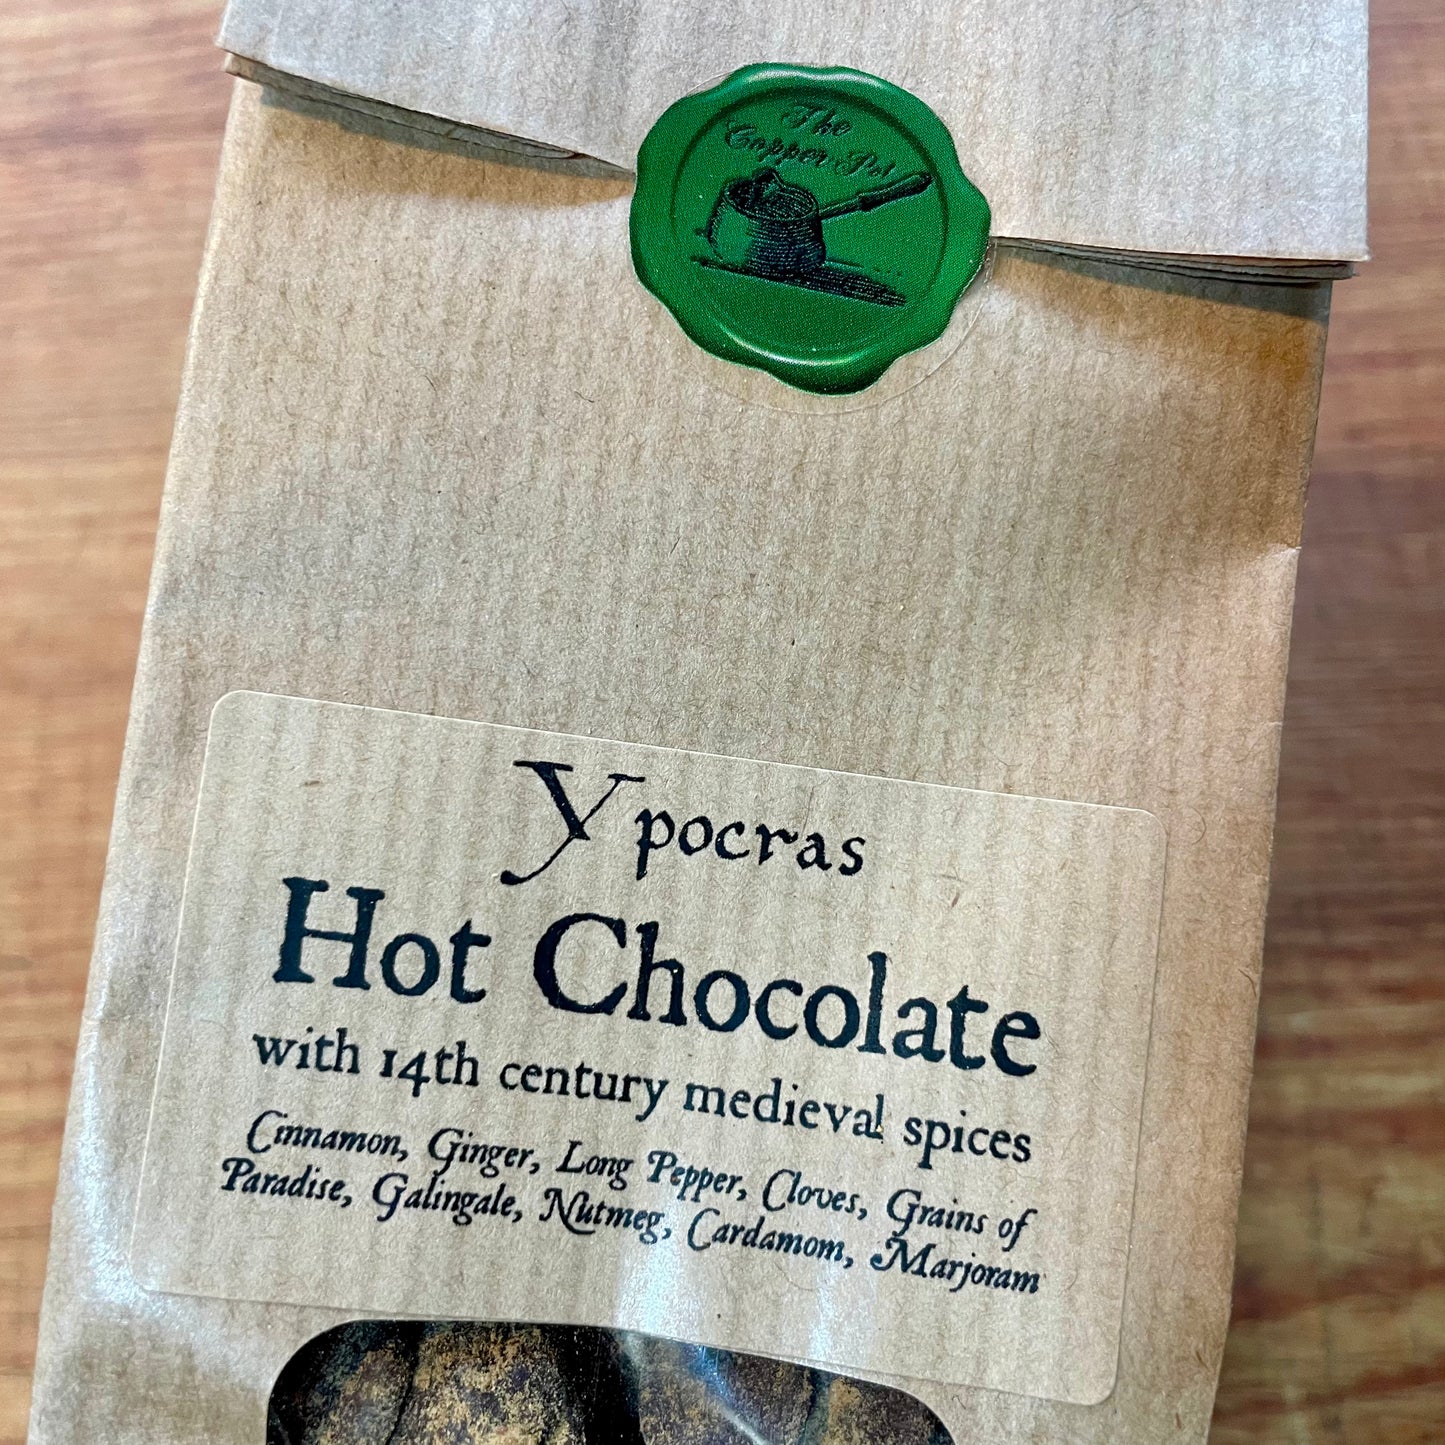 The
Copper Pot
Ypocras
Hot Chocolate
with 14th century medieval spices
Cinnamon, Ginger, Long Pepper, Cloves, Grains of
Paradise, Galingale, Nutmeg, Cardamom, Marjoram